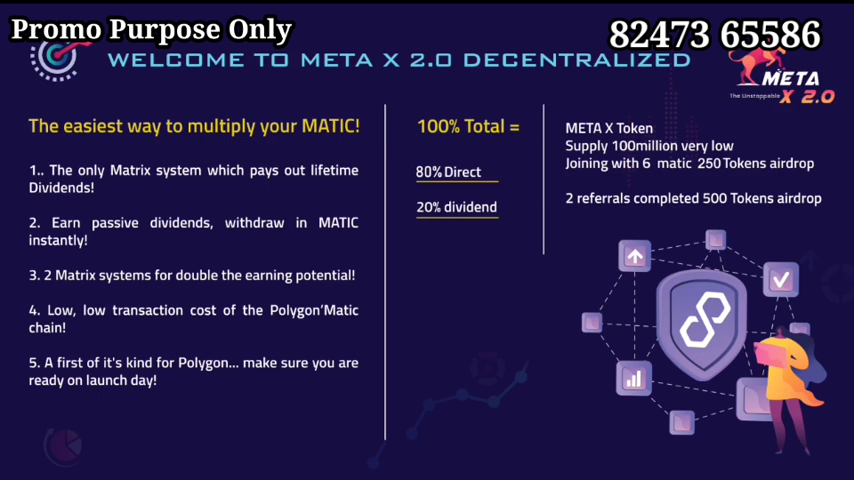 Promo Purpose Only
82473 65586
WELCOME TO META X 2.0 DECENTRALIZED
META
The Unstoppable X 2.0
The easiest way to multiply your MATIC!
1.. The only Matrix system which pays out lifetime
Dividends!
2. Earn passive dividends, withdraw in MATIC
instantly!
3. 2 Matrix systems for double the earning potential!
4. Low, low transaction cost of the Polygon'Matic
chain!
5. A first of it's kind for Polygon... make sure you are
ready on launch day!
100% Total =
80% Direct
20% dividend
META X Token
Supply 100million very low
Joining with 6 matic 250 Tokens airdrop
2 referrals completed 500 Tokens airdrop